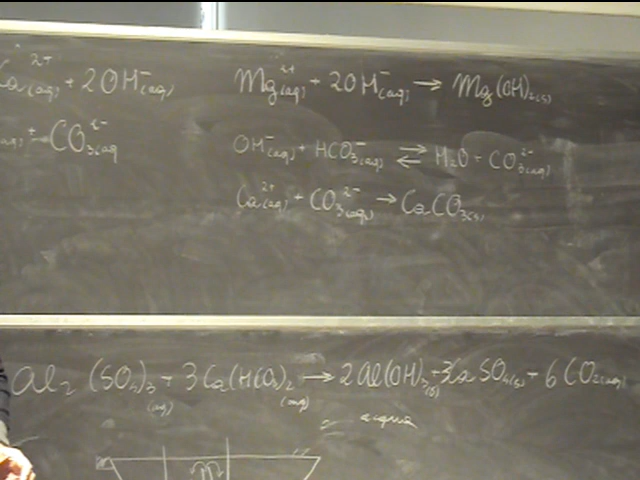 Ca²⁺(aq) + 2OH⁻(aq)
(aq) + CO₃²⁻(aq)
Mg²⁺(aq) + 2OH⁻(aq) → Mg(OH)₂(s)
OH⁻(aq) + HCO₃⁻(aq) ⇌ H₂O + CO₃²⁻(aq)
Ca²⁺(aq) + CO₃²⁻(aq) → CaCO₃(s)
Al₂(SO₄)₃(aq) + 3Ca(HCO₃)₂(aq) → 2Al(OH)₃(s) + 3CaSO₄(s) + 6CO₂(aq)
acqua